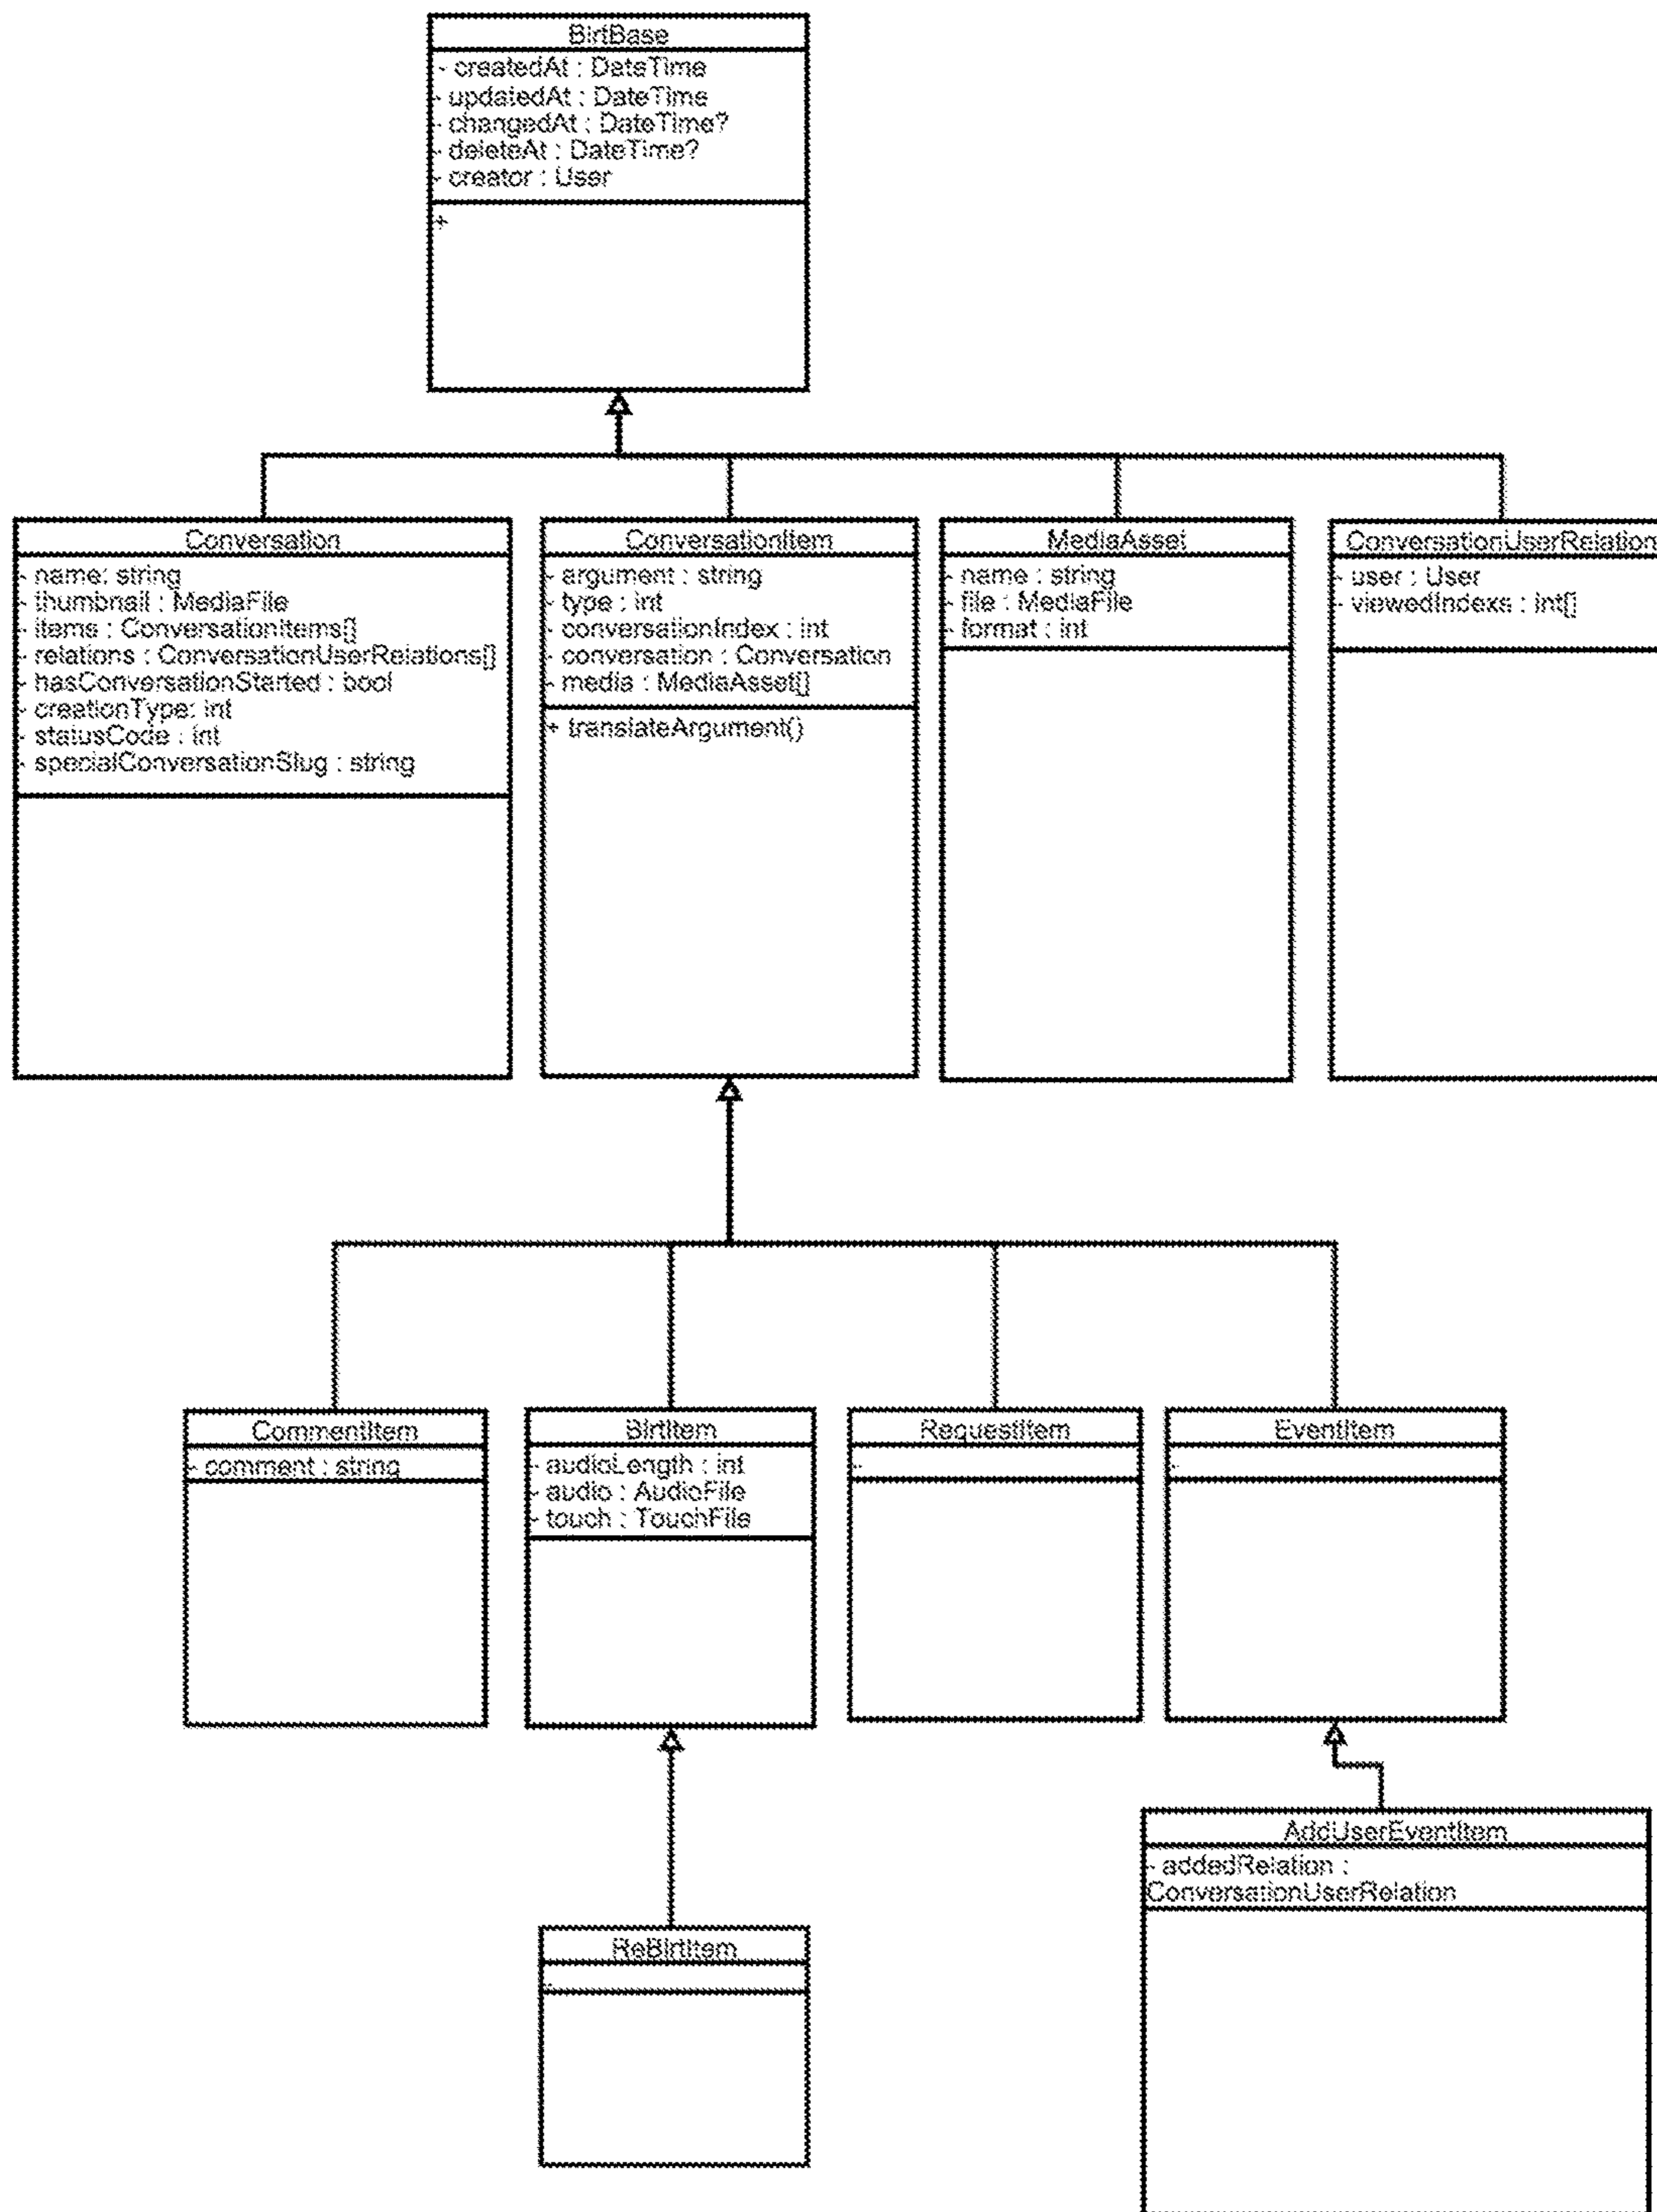 BirtBase
- createdAt : DateTime
- updatedAt : DateTime
- changedAt : DateTime?
- deleteAt : DateTime?
- creator : User
+
Conversation
- name: string
- thumbnail : MediaFile
- items : ConversationItems[]
- relations : ConversationUserRelations[]
- hasConversationStarted : bool
- creationType: int
- statusCode : int
- specialConversationSlug : string
ConversationItem
- argument : string
- type : int
- conversationIndex : int
- conversation : Conversation
- media : MediaAsset[]
+ translateArgument()
MediaAsset
- name : string
- file : MediaFile
- format : int
ConversationUserRelation
- user : User
- viewedIndexs : int[]
CommentItem
- comment : string
BirtItem
- audioLength : int
- audio : AudioFile
- touch : TouchFile
RequestItem
-
EventItem
-
ReBirtItem
-
AddUserEventItem
- addedRelation :
ConversationUserRelation